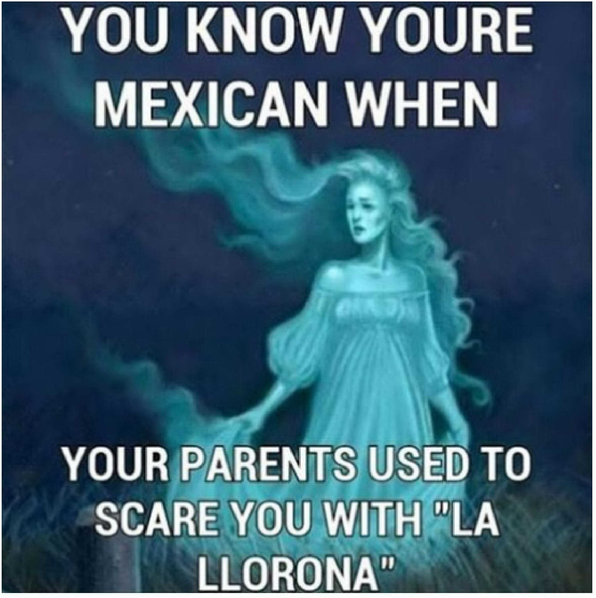 YOU KNOW YOURE
MEXICAN WHEN
YOUR PARENTS USED TO
SCARE YOU WITH "LA
LLORONA"